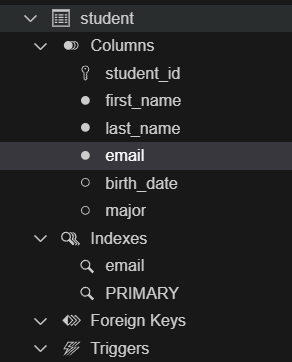 student
Columns
student_id
first_name
last_name
email
birth_date
major
Indexes
email
PRIMARY
Foreign Keys
Triggers